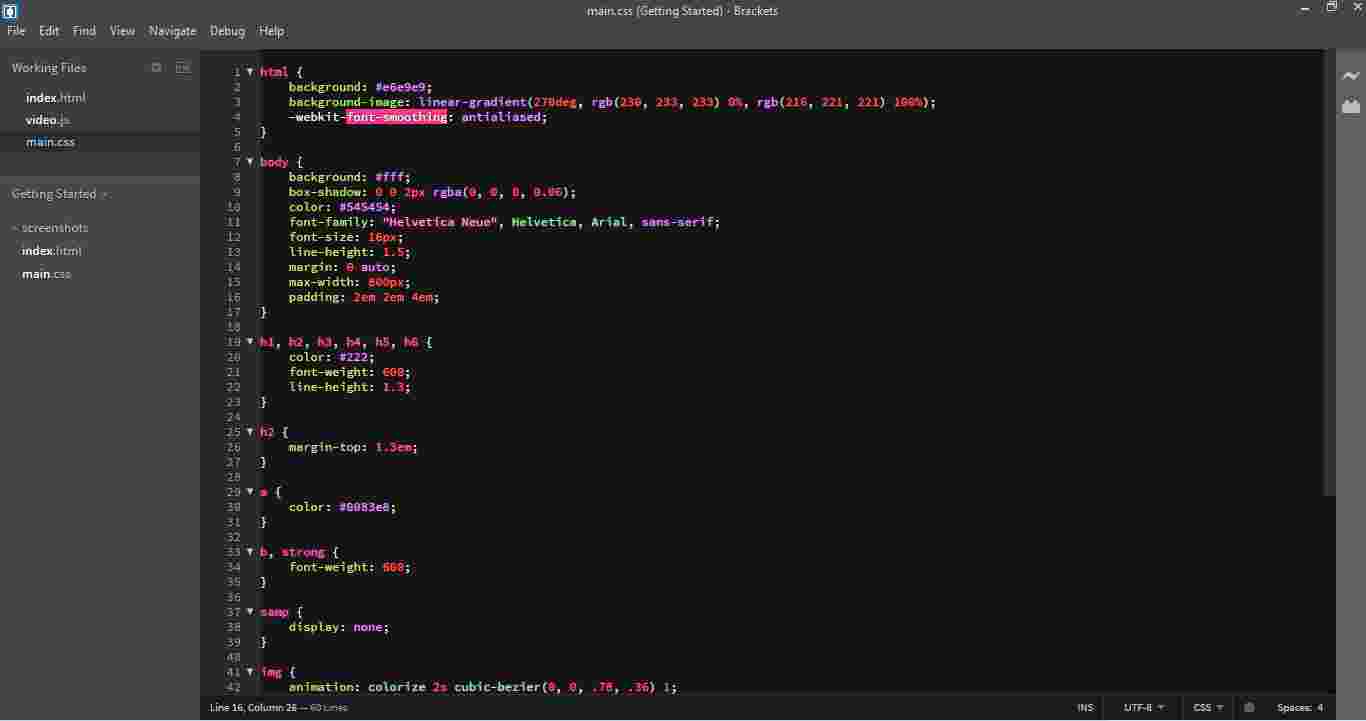 main.css (Getting Started) - Brackets
File Edit Find View Navigate Debug Help
Working Files
index.html
video.js
main.css
Getting Started
screenshots
index.html
main.css
1 html {
2 background: #e6e9e9;
3 background-image: linear-gradient(270deg, rgb(230, 233, 233) 0%, rgb(216, 221, 221) 100%);
4 -webkit-font-smoothing: antialiased;
5 }
6
7 body {
8 background: #fff;
9 box-shadow: 0 0 2px rgba(0, 0, 0, 0.06);
10 color: #545454;
11 font-family: "Helvetica Neue", Helvetica, Arial, sans-serif;
12 font-size: 16px;
13 line-height: 1.5;
14 margin: 0 auto;
15 max-width: 800px;
16 padding: 2em 2em 4em;
17 }
18
19 h1, h2, h3, h4, h5, h6 {
20 color: #222;
21 font-weight: 600;
22 line-height: 1.3;
23 }
24
25 h2 {
26 margin-top: 1.3em;
27 }
28
29 a {
30 color: #0083e8;
31 }
32
33 b, strong {
34 font-weight: 600;
35 }
36
37 samp {
38 display: none;
39 }
40
41 img {
42 animation: colorize 2s cubic-bezier(0, 0, .78, .36) 1;
Line 16, Column 26 — 60 Lines
INS UTF-8 CSS Spaces: 4